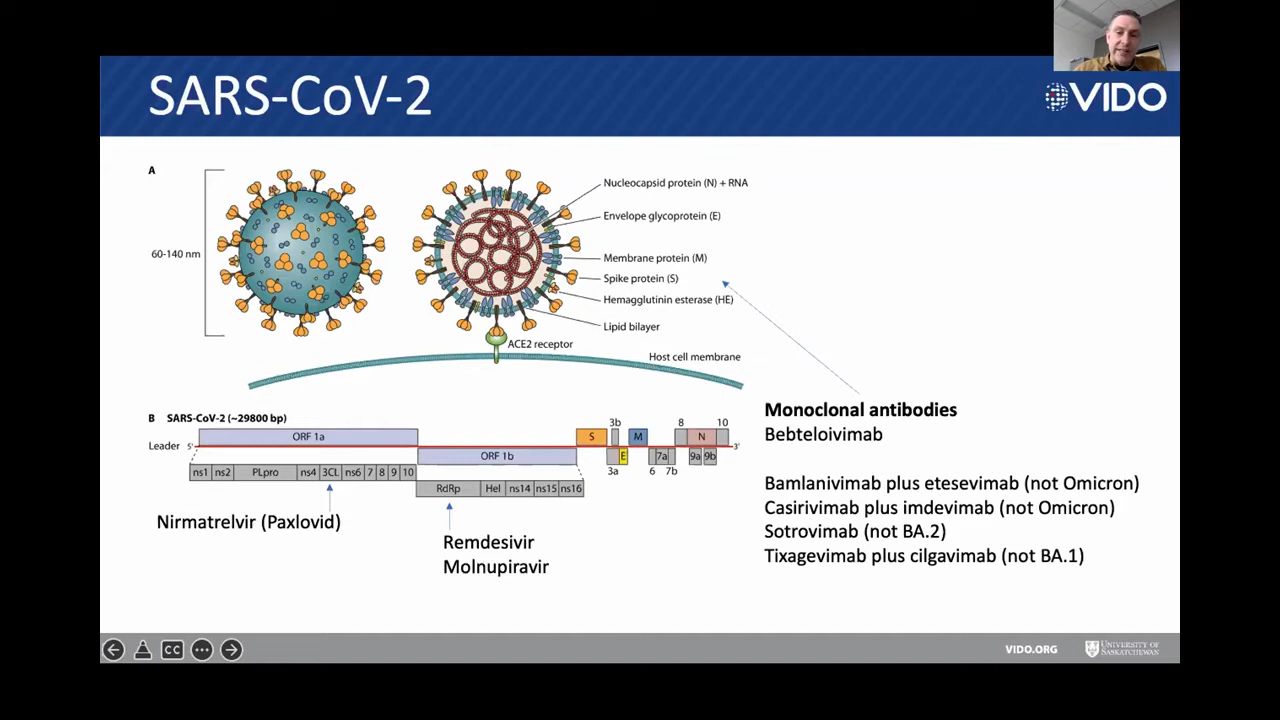 SARS-CoV-2
VIDO
A
60-140 nm
Nucleocapsid protein (N) + RNA
Envelope glycoprotein (E)
Membrane protein (M)
Spike protein (S)
Hemagglutinin esterase (HE)
Lipid bilayer
ACE2 receptor
Host cell membrane
B SARS-CoV-2 (~29800 bp)
Leader 5' ORF 1a ORF 1b S 3b M 8 N 10 3'
3a E 6 7a 7b 9a 9b
ns1 ns2 PLpro ns4 3CL ns6 7 8 9 10
RdRp Hel ns14 ns15 ns16
Nirmatrelvir (Paxlovid)
Remdesivir
Molnupiravir
Monoclonal antibodies
Bebteloivimab
Bamlanivimab plus etesevimab (not Omicron)
Casirivimab plus imdevimab (not Omicron)
Sotrovimab (not BA.2)
Tixagevimab plus cilgavimab (not BA.1)
CC
VIDO.ORG
UNIVERSITY OF
SASKATCHEWAN